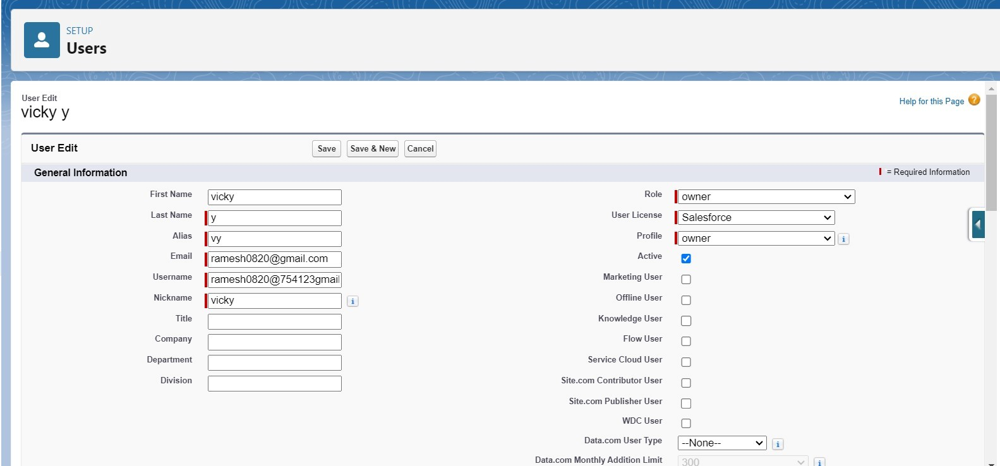 SETUP
Users
User Edit
vicky y
Help for this Page ?
User Edit
Save
Save & New
Cancel
General Information
= Required Information
First Name
vicky
Last Name
y
Alias
vy
Email
ramesh0820@gmail.com
Username
ramesh0820@754123gmail
Nickname
vicky
i
Title
Company
Department
Division
Role
owner
User License
Salesforce
Profile
owner
i
Active
Marketing User
Offline User
Knowledge User
Flow User
Service Cloud User
Site.com Contributor User
Site.com Publisher User
WDC User
Data.com User Type
--None--
i
Data.com Monthly Addition Limit
300
i